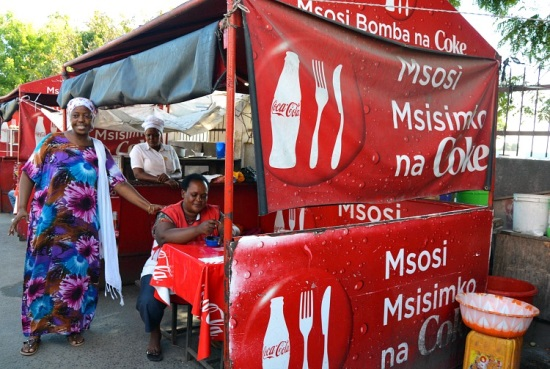 Msosi Bomba na Coke
Coca-Cola
Msosi
Msisimko
na Coke
Msosi
Msosi
Msisimko
na Coke
Coca-Cola